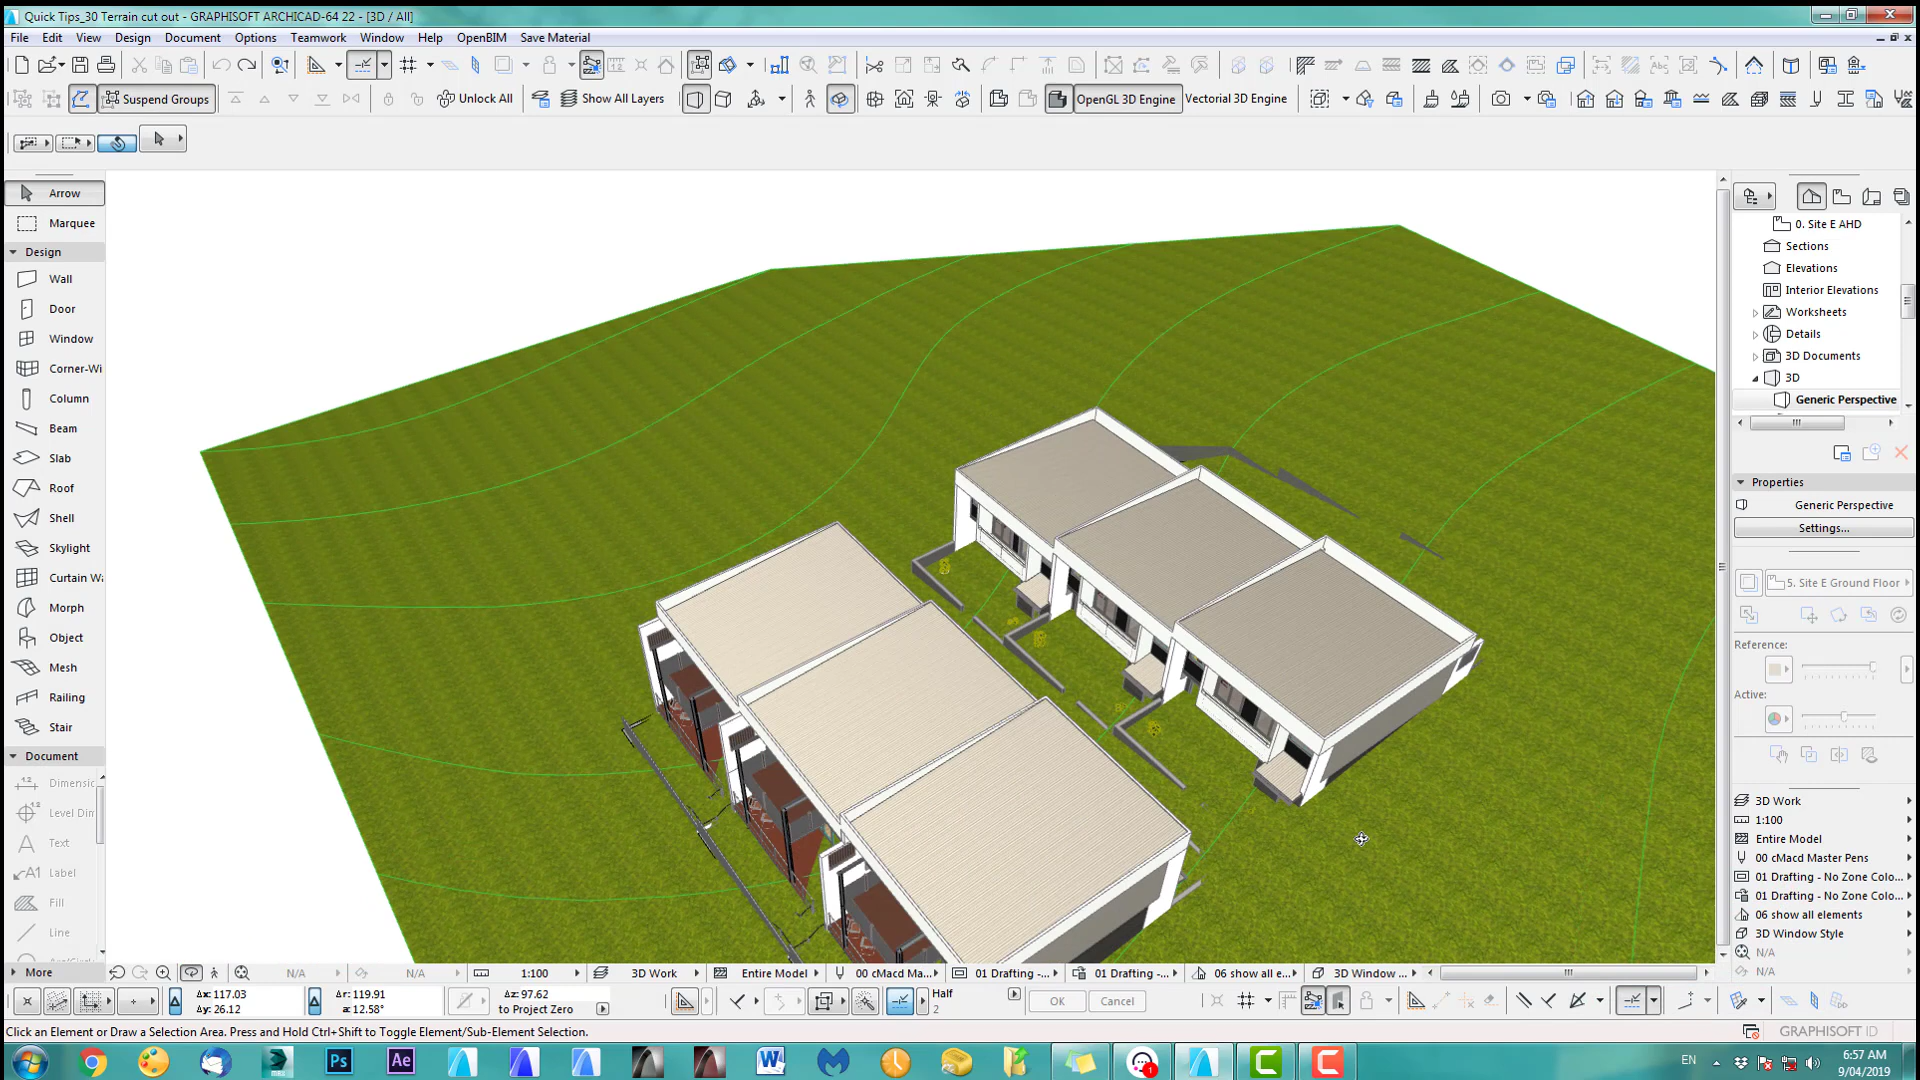 Quick Tips_30 Terrain cut out - GRAPHISOFT ARCHICAD-64 22 - [3D / All]
File Edit View Design Document Options Teamwork Window Help OpenBIM Save Material
Suspend Groups Unlock All Show All Layers OpenGL 3D Engine Vectorial 3D Engine
Arrow
Marquee
Design
Wall
Door
Window
Corner-Wi
Column
Beam
Slab
Roof
Shell
Skylight
Curtain Wa
Morph
Object
Mesh
Railing
Stair
Document
Dimensic
Level Dim
Text
Label
Fill
Line
More
0. Site E AHD
Sections
Elevations
Interior Elevations
Worksheets
Details
3D Documents
3D
Generic Perspective
Properties
Generic Perspective
Settings...
5. Site E Ground Floor
Reference:
Active:
3D Work
1:100
Entire Model
00 cMacd Master Pens
01 Drafting - No Zone Colo...
01 Drafting - No Zone Colo...
06 show all elements
3D Window Style
N/A
N/A
N/A N/A 1:100 3D Work Entire Model 00 cMacd Ma... 01 Drafting -... 01 Drafting -... 06 show all e... 3D Window ...
Δx: 117.03 Δr: 119.91 Δz: 97.62 Half
Δy: 26.12 a: 12.58° to Project Zero 2 OK Cancel
Click an Element or Draw a Selection Area. Press and Hold Ctrl+Shift to Toggle Element/Sub-Element Selection.
GRAPHISOFT ID
Ps Ae W 1 C C EN 6:57 AM
9/04/2019